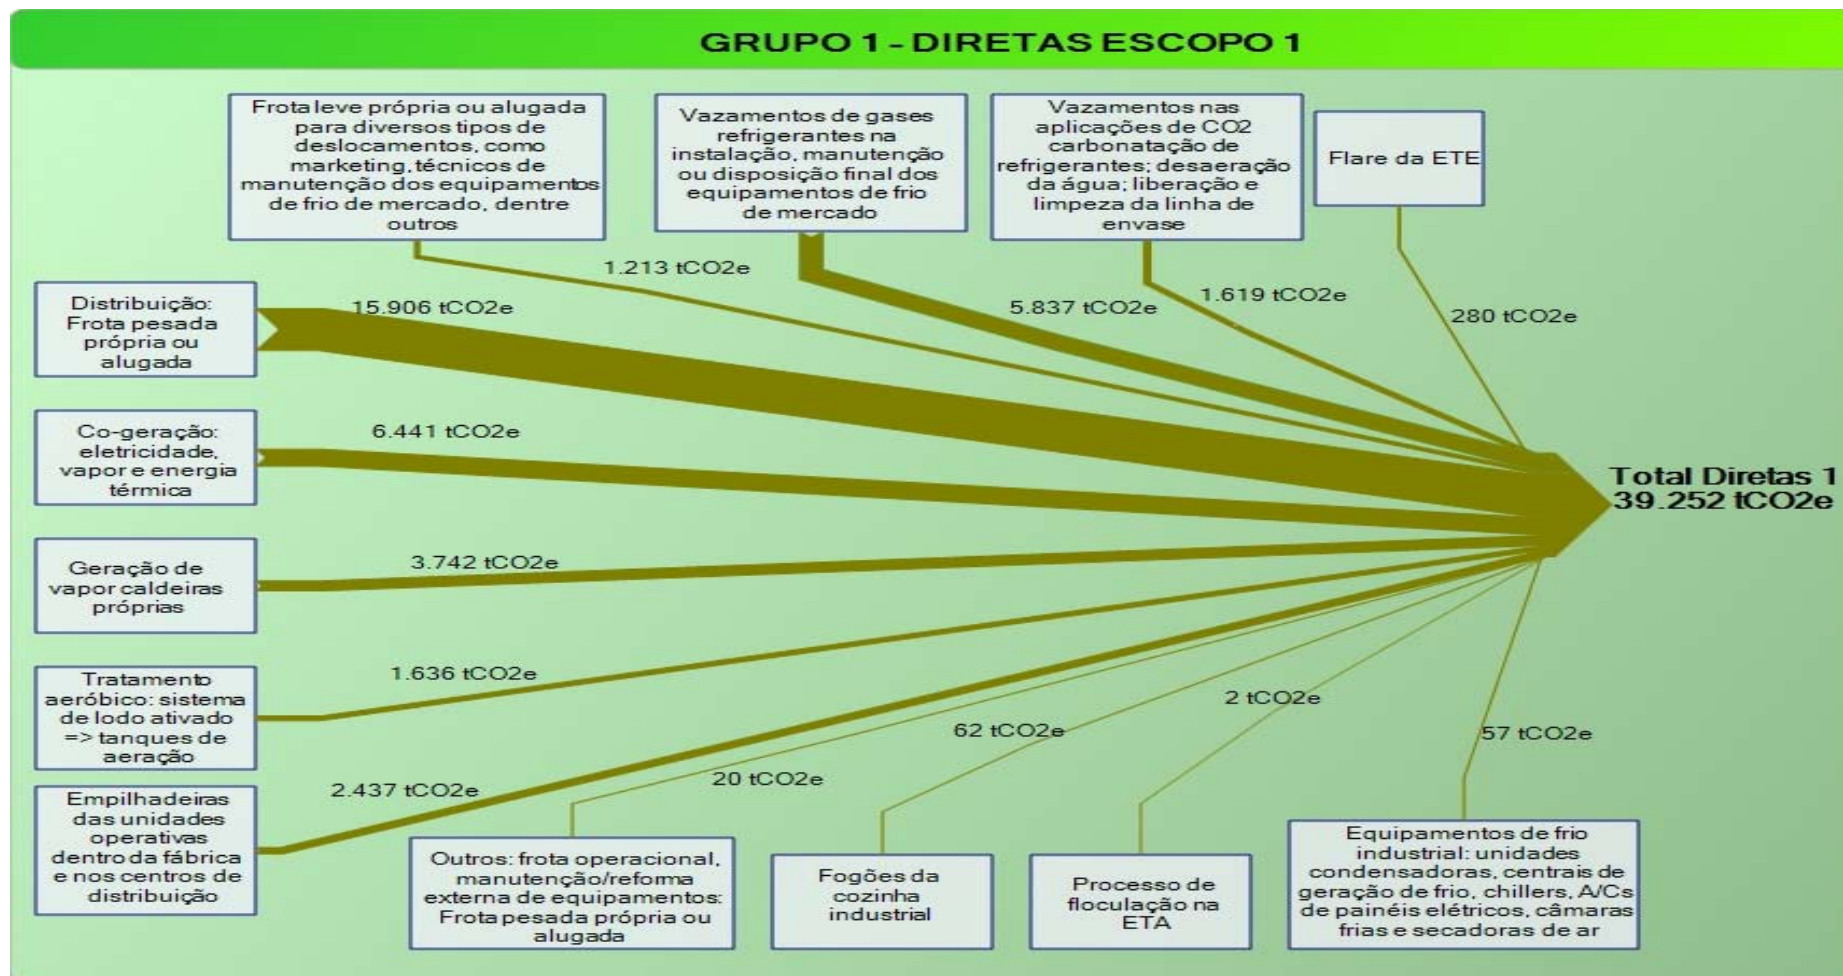 GRUPO 1 - DIRETAS ESCOPO 1
Frota leve própria ou alugada
para diversos tipos de
deslocamentos, como
marketing, técnicos de
manutenção dos equipamentos
de frio de mercado, dentre
outros
Vazamentos de gases
refrigerantes na
instalação, manutenção
ou disposição final dos
equipamentos de frio
de mercado
Vazamentos nas
aplicações de CO2
carbonatação de
refrigerantes; desaeração
da água; liberação e
limpeza da linha de
envase
Flare da ETE
1.213 tCO2e
5.837 tCO2e
1.619 tCO2e
280 tCO2e
Distribuição:
Frota pesada
própria ou
alugada
15.906 tCO2e
Co-geração:
eletricidade,
vapor e energia
térmica
6.441 tCO2e
Total Diretas 1
39.252 tCO2e
Geração de
vapor caldeiras
próprias
3.742 tCO2e
Tratamento
aeróbico: sistema
de lodo ativado
=> tanques de
aeração
1.636 tCO2e
Empilhadeiras
das unidades
operativas
dentro da fábrica
e nos centros de
distribuição
2.437 tCO2e
20 tCO2e
62 tCO2e
2 tCO2e
57 tCO2e
Outros: frota operacional,
manutenção/reforma
externa de equipamentos:
Frota pesada própria ou
alugada
Fogões da
cozinha
industrial
Processo de
floculação na
ETA
Equipamentos de frio
industrial: unidades
condensadoras, centrais de
geração de frio, chillers, A/Cs
de painéis elétricos, câmaras
frias e secadoras de ar